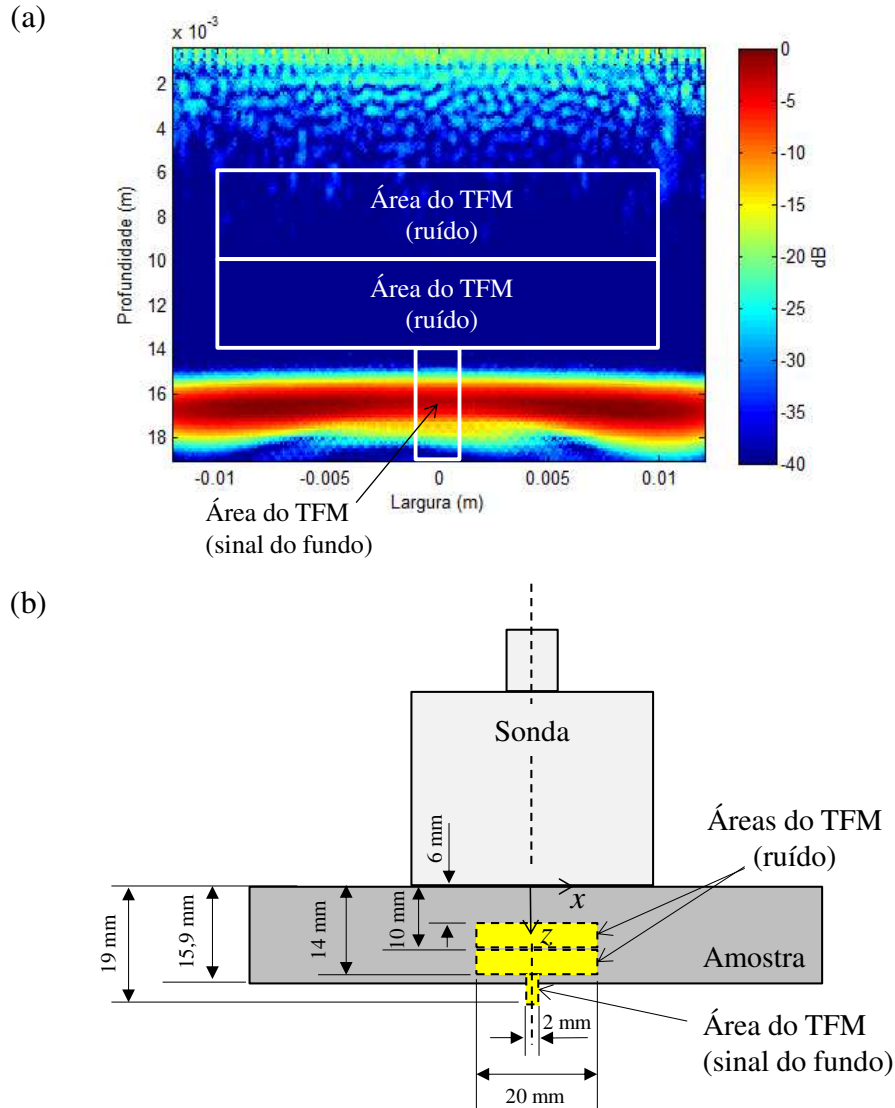 (a)
x 10⁻³
Profundidade (m)
2
4
6
8
10
12
14
16
18
Área do TFM
(ruído)
Área do TFM
(ruído)
-0.01
-0.005
0
0.005
0.01
Largura (m)
Área do TFM
(sinal do fundo)
0
-5
-10
-15
-20
-25
-30
-35
-40
dB
(b)
Sonda
6 mm
Áreas do TFM
(ruído)
x
z
19 mm
15,9 mm
14 mm
10 mm
Amostra
2 mm
Área do TFM
(sinal do fundo)
20 mm